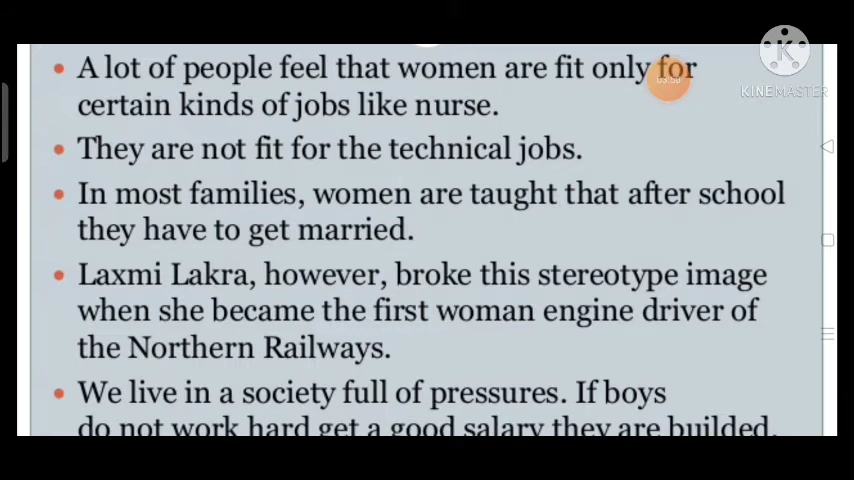 A lot of people feel that women are fit only for
certain kinds of jobs like nurse.
They are not fit for the technical jobs.
In most families, women are taught that after school
they have to get married.
Laxmi Lakra, however, broke this stereotype image
when she became the first woman engine driver of
the Northern Railways.
We live in a society full of pressures. If boys
do not work hard get a good salary they are builded.
KINEMASTER